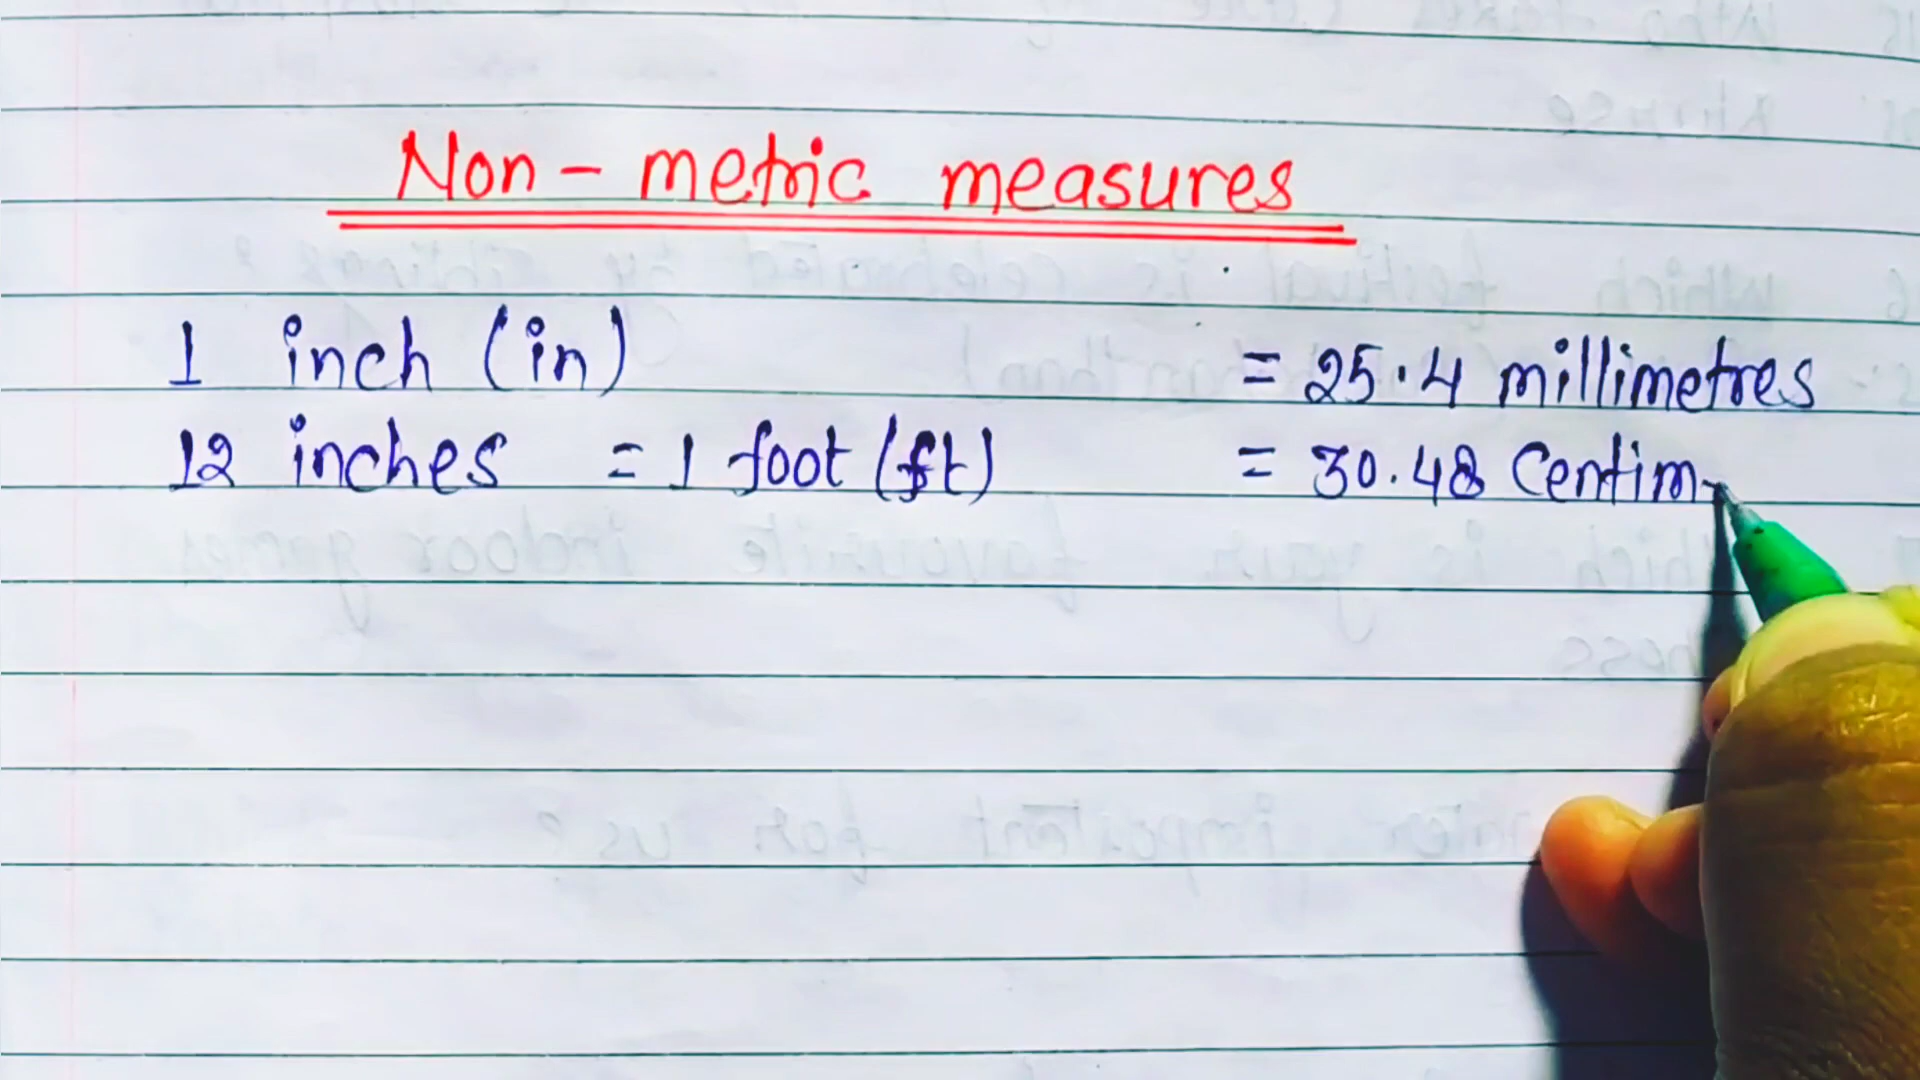 Non - metric measures
1 inch (in) = 25.4 millimetres
12 inches = 1 foot (ft) = 30.48 Centim